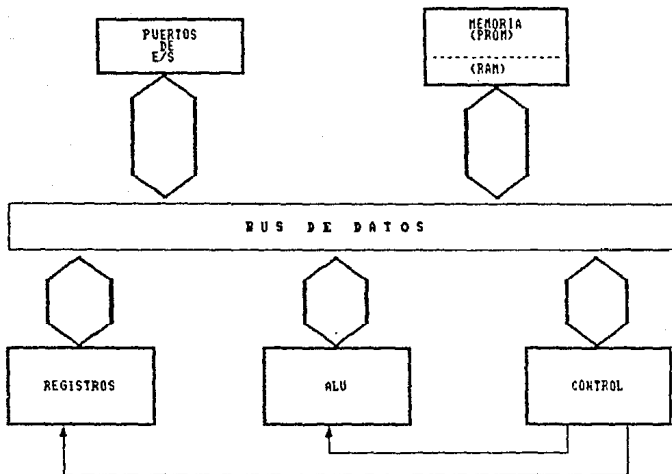 PUERTOS
DE
E/S
MEMORIA
(PROM)
(RAM)
BUS DE DATOS
REGISTROS
ALU
CONTROL